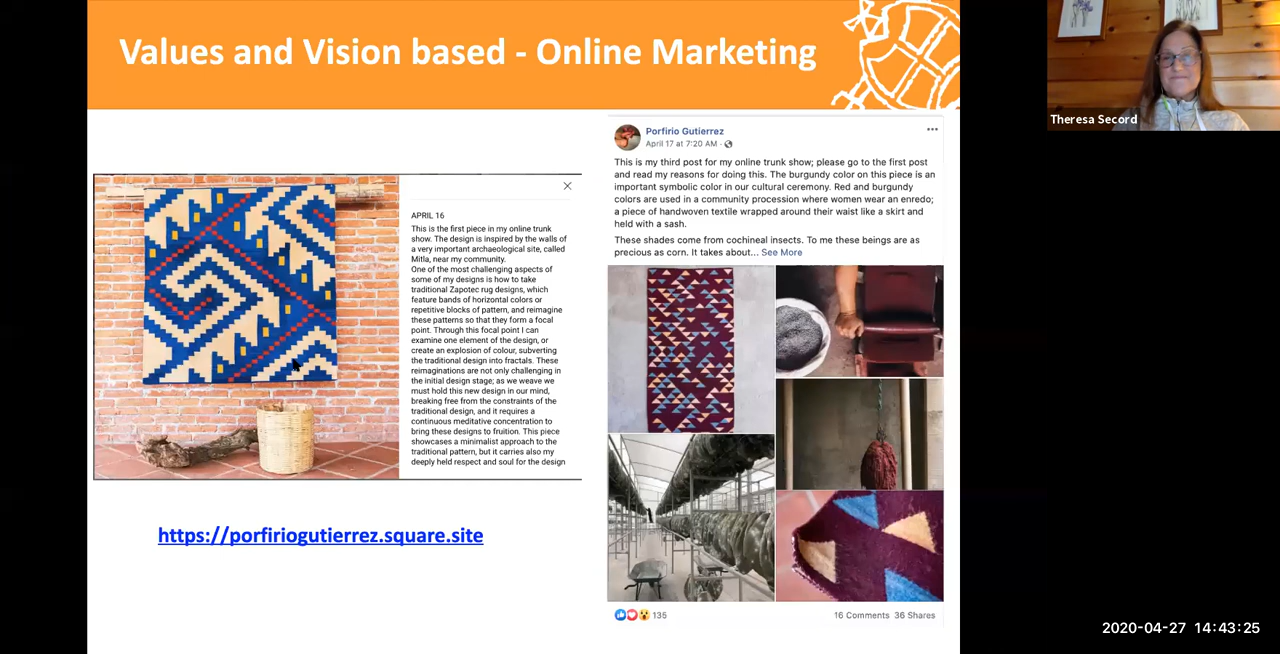 Values and Vision based - Online Marketing
APRIL 16
This is the first piece in my online trunk
show. The design is inspired by the walls of
a very important archaeological site, called
Mitla, near my community.
One of the most challenging aspects of
some of my designs is how to take
traditional Zapotec rug designs, which
feature bands of horizontal colors or
repetitive blocks of pattern, and reimagine
these patterns so that they form a focal
point. Through this focal point I can
examine one element of the design, or
create an explosion of colour, subverting
the traditional design into fractals. These
reimaginations are not only challenging in
the initial design stage; as we weave we
must hold this new design in our mind,
breaking free from the constraints of the
traditional design, and it requires a
continuous meditative concentration to
bring these designs to fruition. This piece
showcases a minimalist approach to the
traditional pattern, but it carries also my
deeply held respect and soul for the design
https://porfiriogutierrez.square.site
Porfirio Gutierrez
April 17 at 7:20 AM ·
This is my third post for my online trunk show; please go to the first post
and read my reasons for doing this. The burgundy color on this piece is an
important symbolic color in our cultural ceremony. Red and burgundy
colors are used in a community procession where women wear an enredo;
a piece of handwoven textile wrapped around their waist like a skirt and
held with a sash.
These shades come from cochineal insects. To me these beings are as
precious as corn. It takes about... See More
135
16 Comments 36 Shares
Theresa Secord
2020-04-27 14:43:25